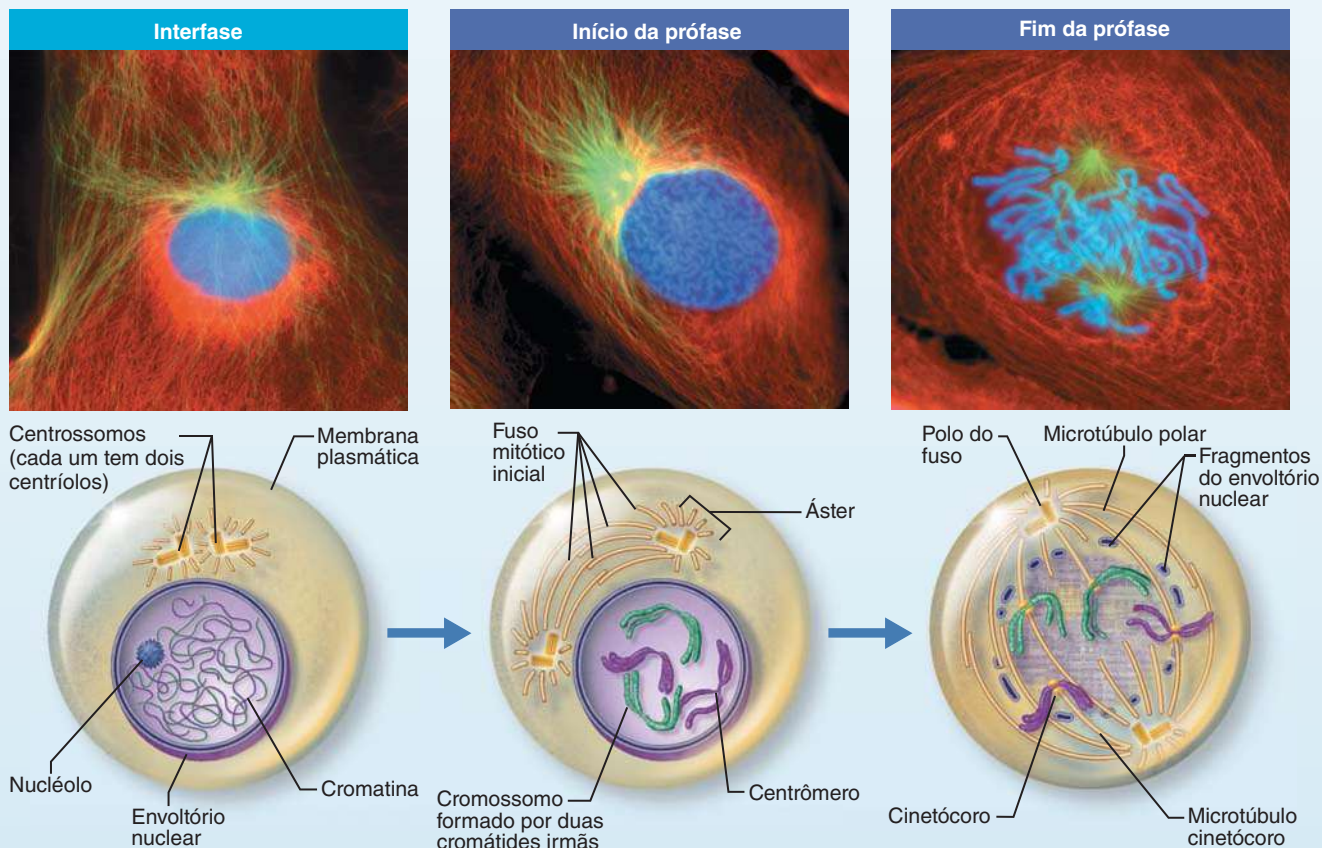 Interfase
Início da prófase
Fim da prófase
Centrossomos
(cada um tem dois
centríolos)
Membrana
plasmática
Nucléolo
Envoltório
nuclear
Cromatina
Fuso
mitótico
inicial
Áster
Cromossomo
formado por duas
cromátides irmãs
Centrômero
Polo do
fuso
Microtúbulo polar
Fragmentos
do envoltório
nuclear
Cinetócoro
Microtúbulo
cinetócoro